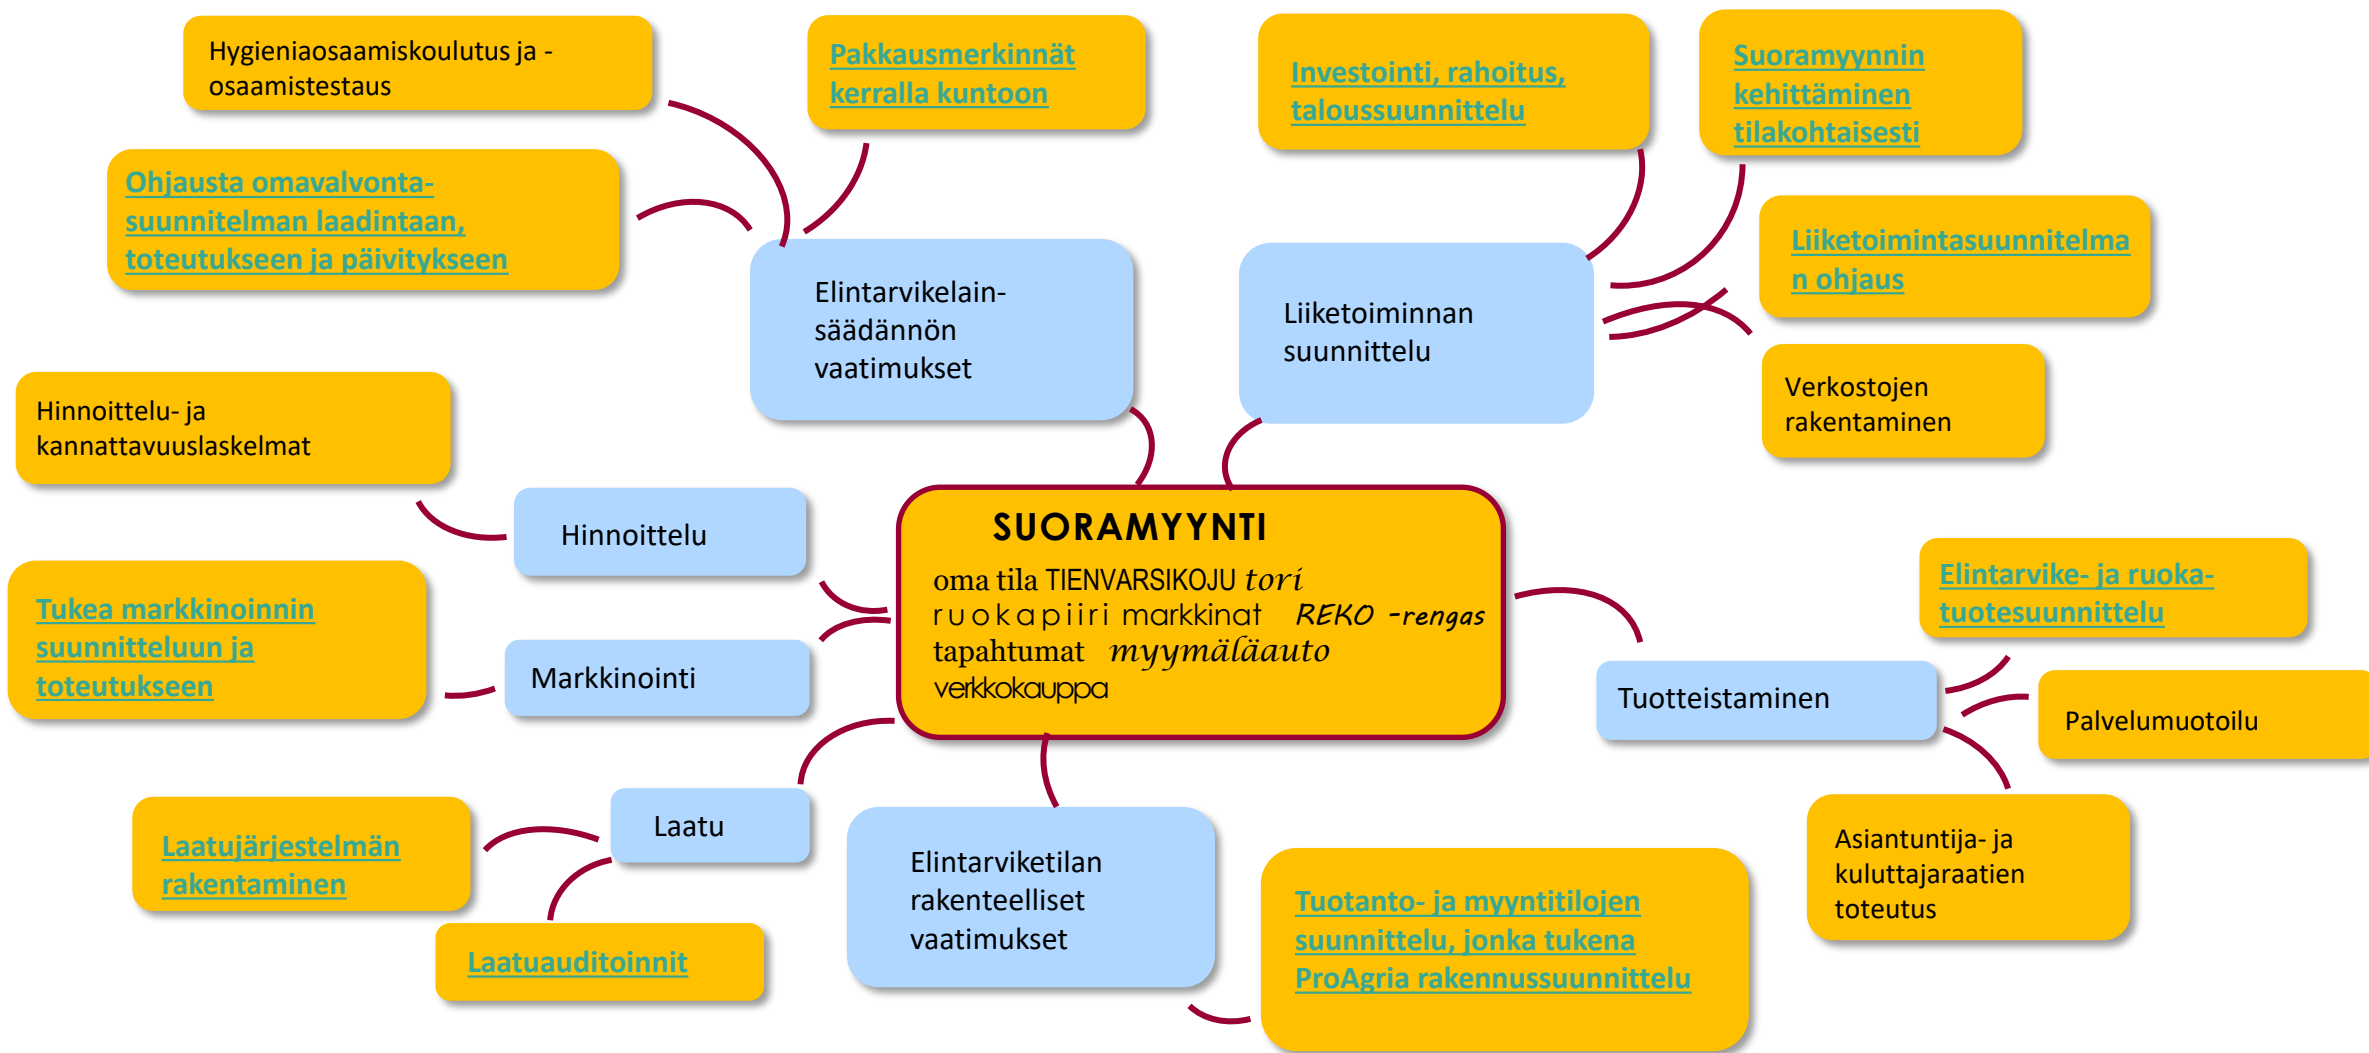 Hygieniaosaamiskoulutus ja -
osaamistestaus
Pakkausmerkinnät
kerralla kuntoon
Investointi, rahoitus,
taloussuunnittelu
Suoramyynnin
kehittäminen
tilakohtaisesti
Ohjausta omavalvonta-
suunnitelman laadintaan,
toteutukseen ja päivitykseen
Liiketoimintasuunnitelma
n ohjaus
Elintarvikelain-
säädännön
vaatimukset
Liiketoiminnan
suunnittelu
Verkostojen
rakentaminen
Hinnoittelu- ja
kannattavuuslaskelmat
Hinnoittelu
SUORAMYYNTI
oma tila TIENVARSIKOJU tori
ruokapiiri markkinat REKO -rengas
tapahtumat myymäläauto
verkkokauppa
Tukea markkinoinnin
suunnitteluun ja
toteutukseen
Markkinointi
Elintarvike- ja ruoka-
tuotesuunnittelu
Tuotteistaminen
Palvelumuotoilu
Laatu
Laatujärjestelmän
rakentaminen
Laatuauditoinnit
Elintarviketilan
rakenteelliset
vaatimukset
Tuotanto- ja myyntitilojen
suunnittelu, jonka tukena
ProAgria rakennussuunnittelu
Asiantuntija- ja
kuluttajaraatien
toteutus